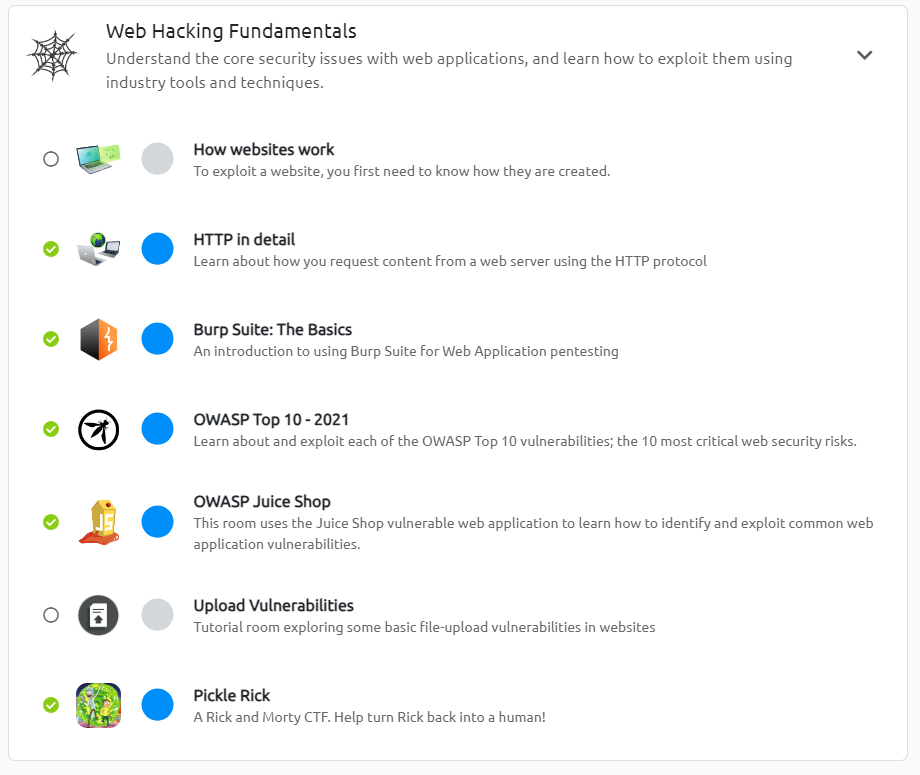 Web Hacking Fundamentals
Understand the core security issues with web applications, and learn how to exploit them using
industry tools and techniques.
How websites work
To exploit a website, you first need to know how they are created.
HTTP in detail
Learn about how you request content from a web server using the HTTP protocol
Burp Suite: The Basics
An introduction to using Burp Suite for Web Application pentesting
OWASP Top 10 - 2021
Learn about and exploit each of the OWASP Top 10 vulnerabilities; the 10 most critical web security risks.
JS
OWASP Juice Shop
This room uses the Juice Shop vulnerable web application to learn how to identify and exploit common web
application vulnerabilities.
Upload Vulnerabilities
Tutorial room exploring some basic file-upload vulnerabilities in websites
Pickle Rick
A Rick and Morty CTF. Help turn Rick back into a human!